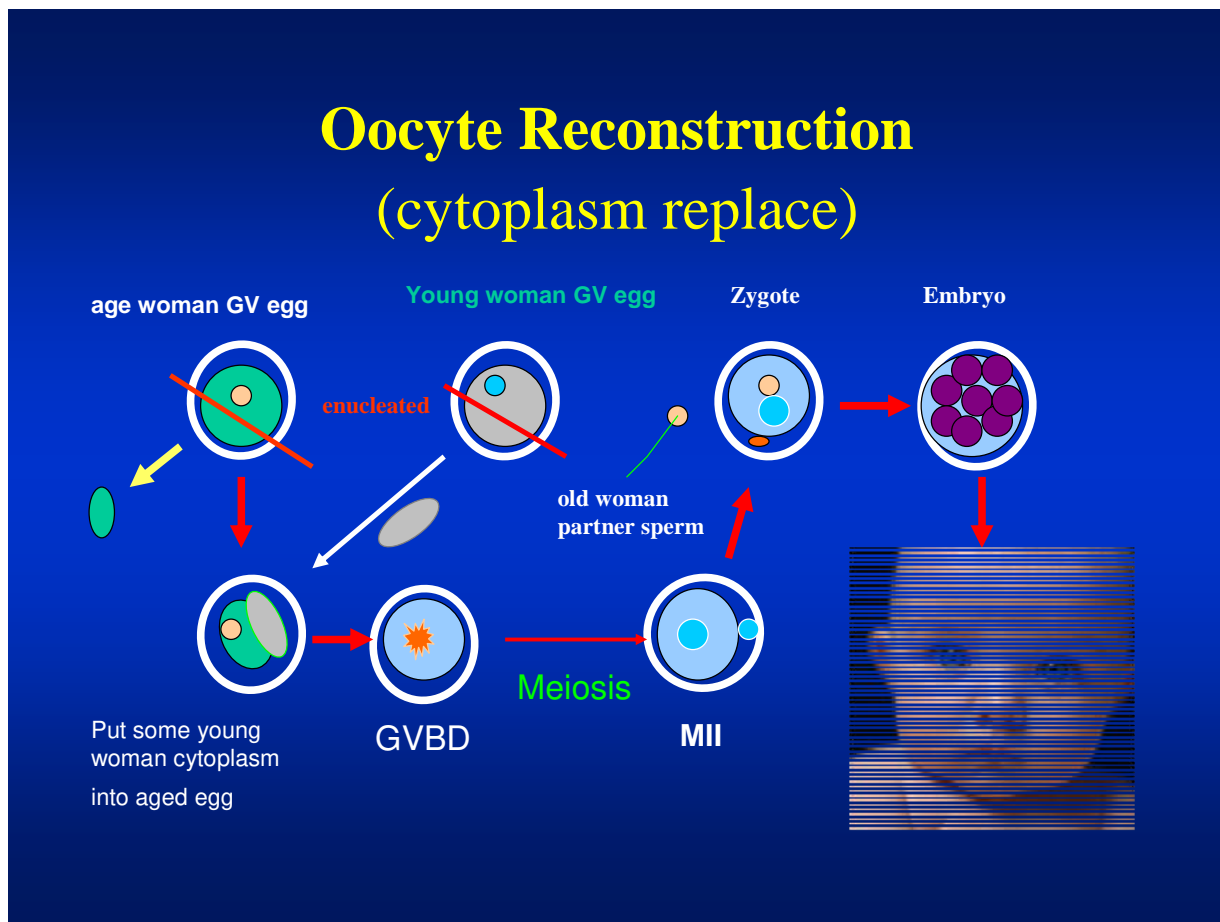 Oocyte Reconstruction
(cytoplasm replace)
age woman GV egg
Young woman GV egg
Zygote
Embryo
enucleated
old woman
partner sperm
Put some young
woman cytoplasm
into aged egg
GVBD
Meiosis
MII